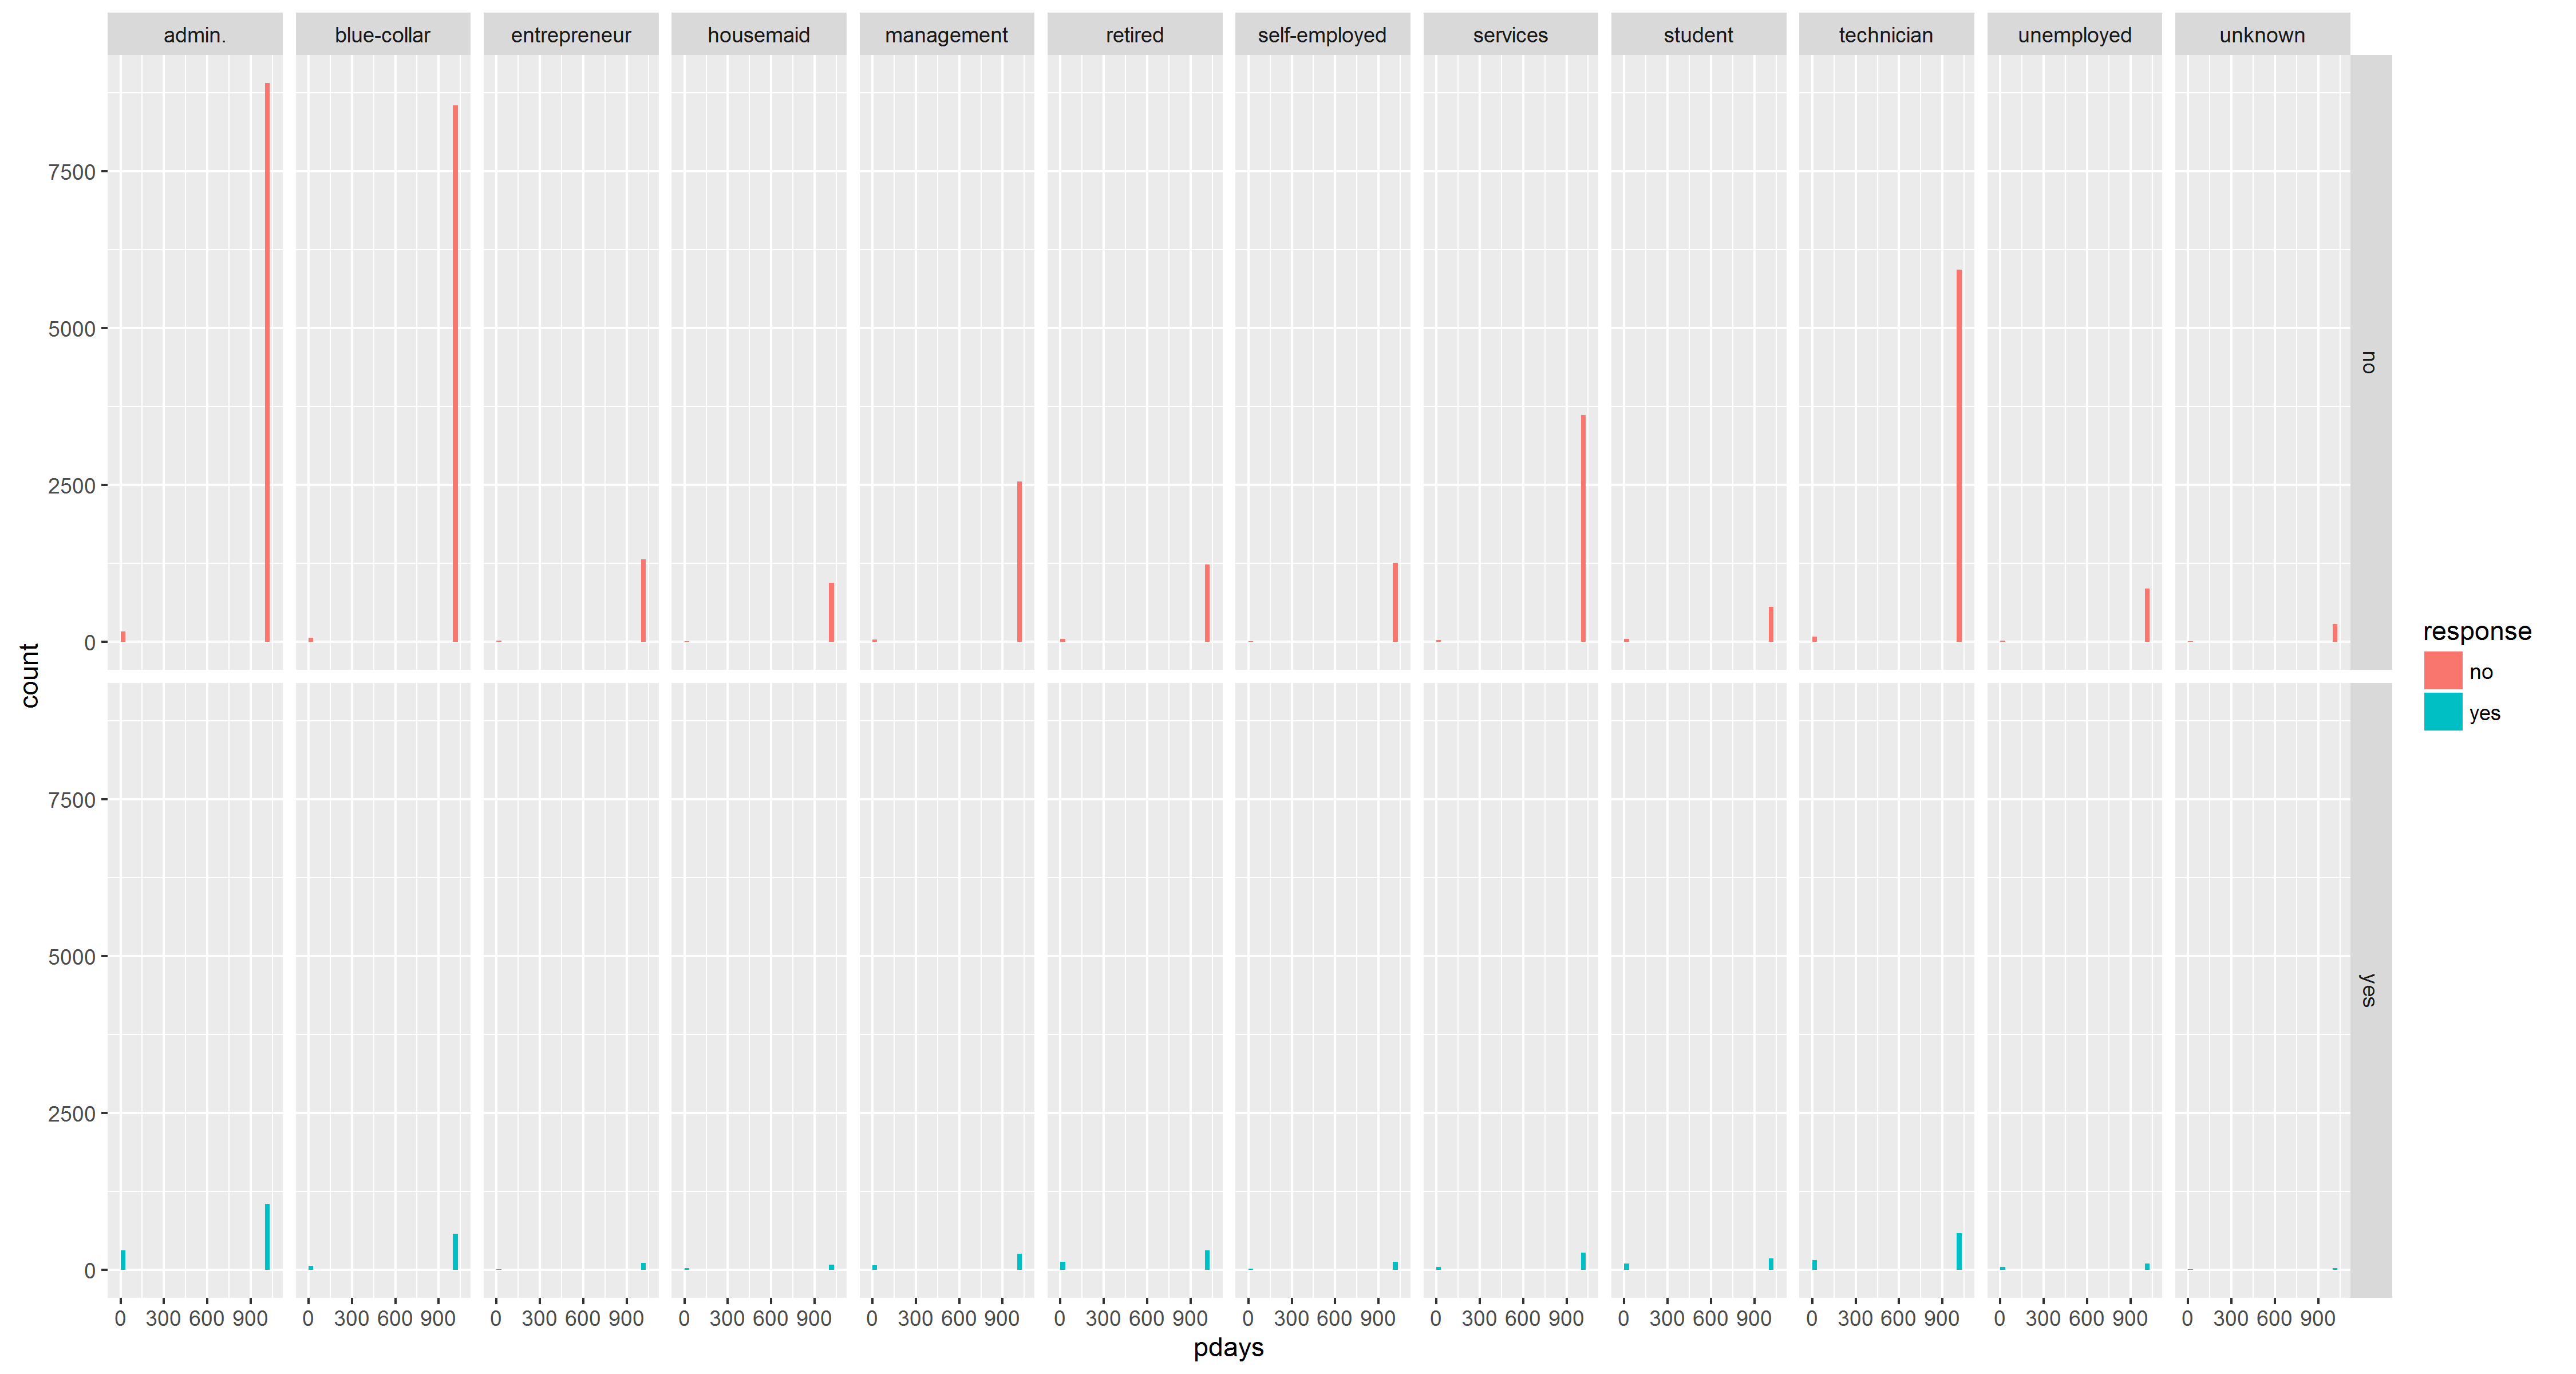 admin. blue-collar entrepreneur housemaid management retired self-employed services student technician unemployed unknown
7500
5000
2500
0
no
count
response
no
yes
7500
5000
2500
0
yes
0 300 600 900 0 300 600 900 0 300 600 900 0 300 600 900 0 300 600 900 0 300 600 900 0 300 600 900 0 300 600 900 0 300 600 900 0 300 600 900 0 300 600 900 0 300 600 900
pdays